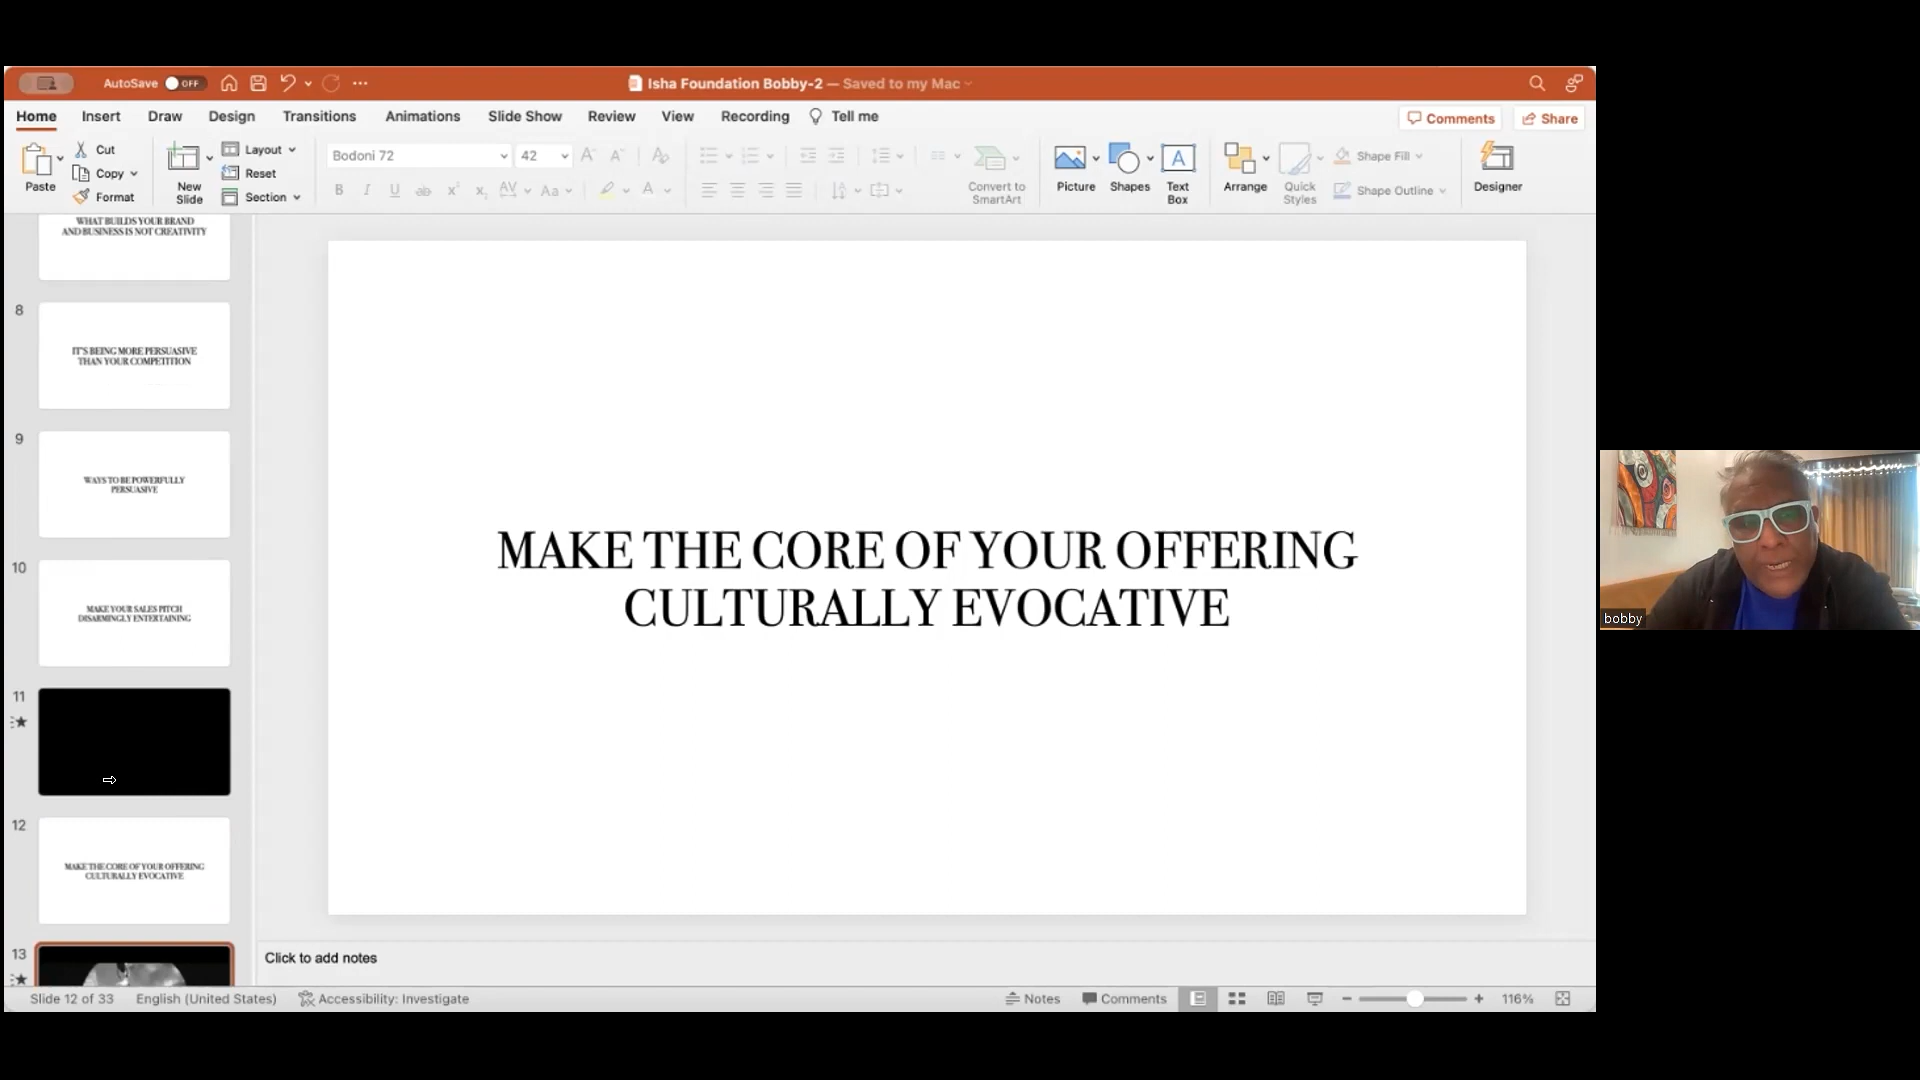 AutoSave OFF
Isha Foundation Bobby-2 — Saved to my Mac
Home Insert Draw Design Transitions Animations Slide Show Review Recording View Tell me
Comments Share
Paste
Cut
Copy
Format
New
Slide
Layout
Reset
Section
Bodoni 72 42
Convert to
SmartArt
Picture
Shapes
Text
Box
Arrange
Quick
Styles
Shape Fill
Shape Outline
Designer
WHAT BUILDS YOUR BRAND
AND BUSINESS IS NOT CREATIVITY
8
IT'S BEING MORE PERSUASIVE
THAN YOUR COMPETITION
9
WAYS TO BE POWERFULLY
PERSUASIVE
10
MAKE YOUR SALES PITCH
DISARMINGLY ENTERTAINING
11
12
MAKE THE CORE OF YOUR OFFERING
CULTURALLY EVOCATIVE
13
MAKE THE CORE OF YOUR OFFERING
CULTURALLY EVOCATIVE
Click to add notes
Slide 12 of 33 English (United States) Accessibility: Investigate
Notes Comments 116%
bobby